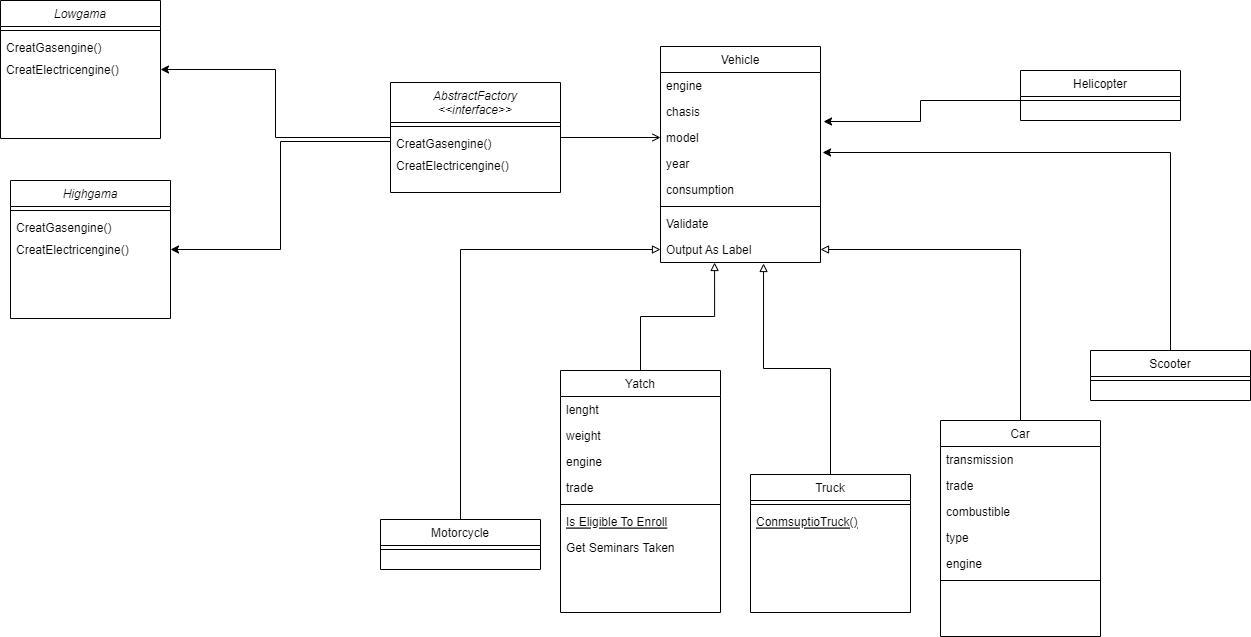 Lowgama
CreatGasengine()
CreatElectricengine()
Highgama
CreatGasengine()
CreatElectricengine()
AbstractFactory
<<interface>>
CreatGasengine()
CreatElectricengine()
Vehicle
engine
chasis
model
year
consumption
Validate
Output As Label
Helicopter
Scooter
Motorcycle
Yatch
lenght
weight
engine
trade
Is Eligible To Enroll
Get Seminars Taken
Truck
ConmsuptioTruck()
Car
transmission
trade
combustible
type
engine